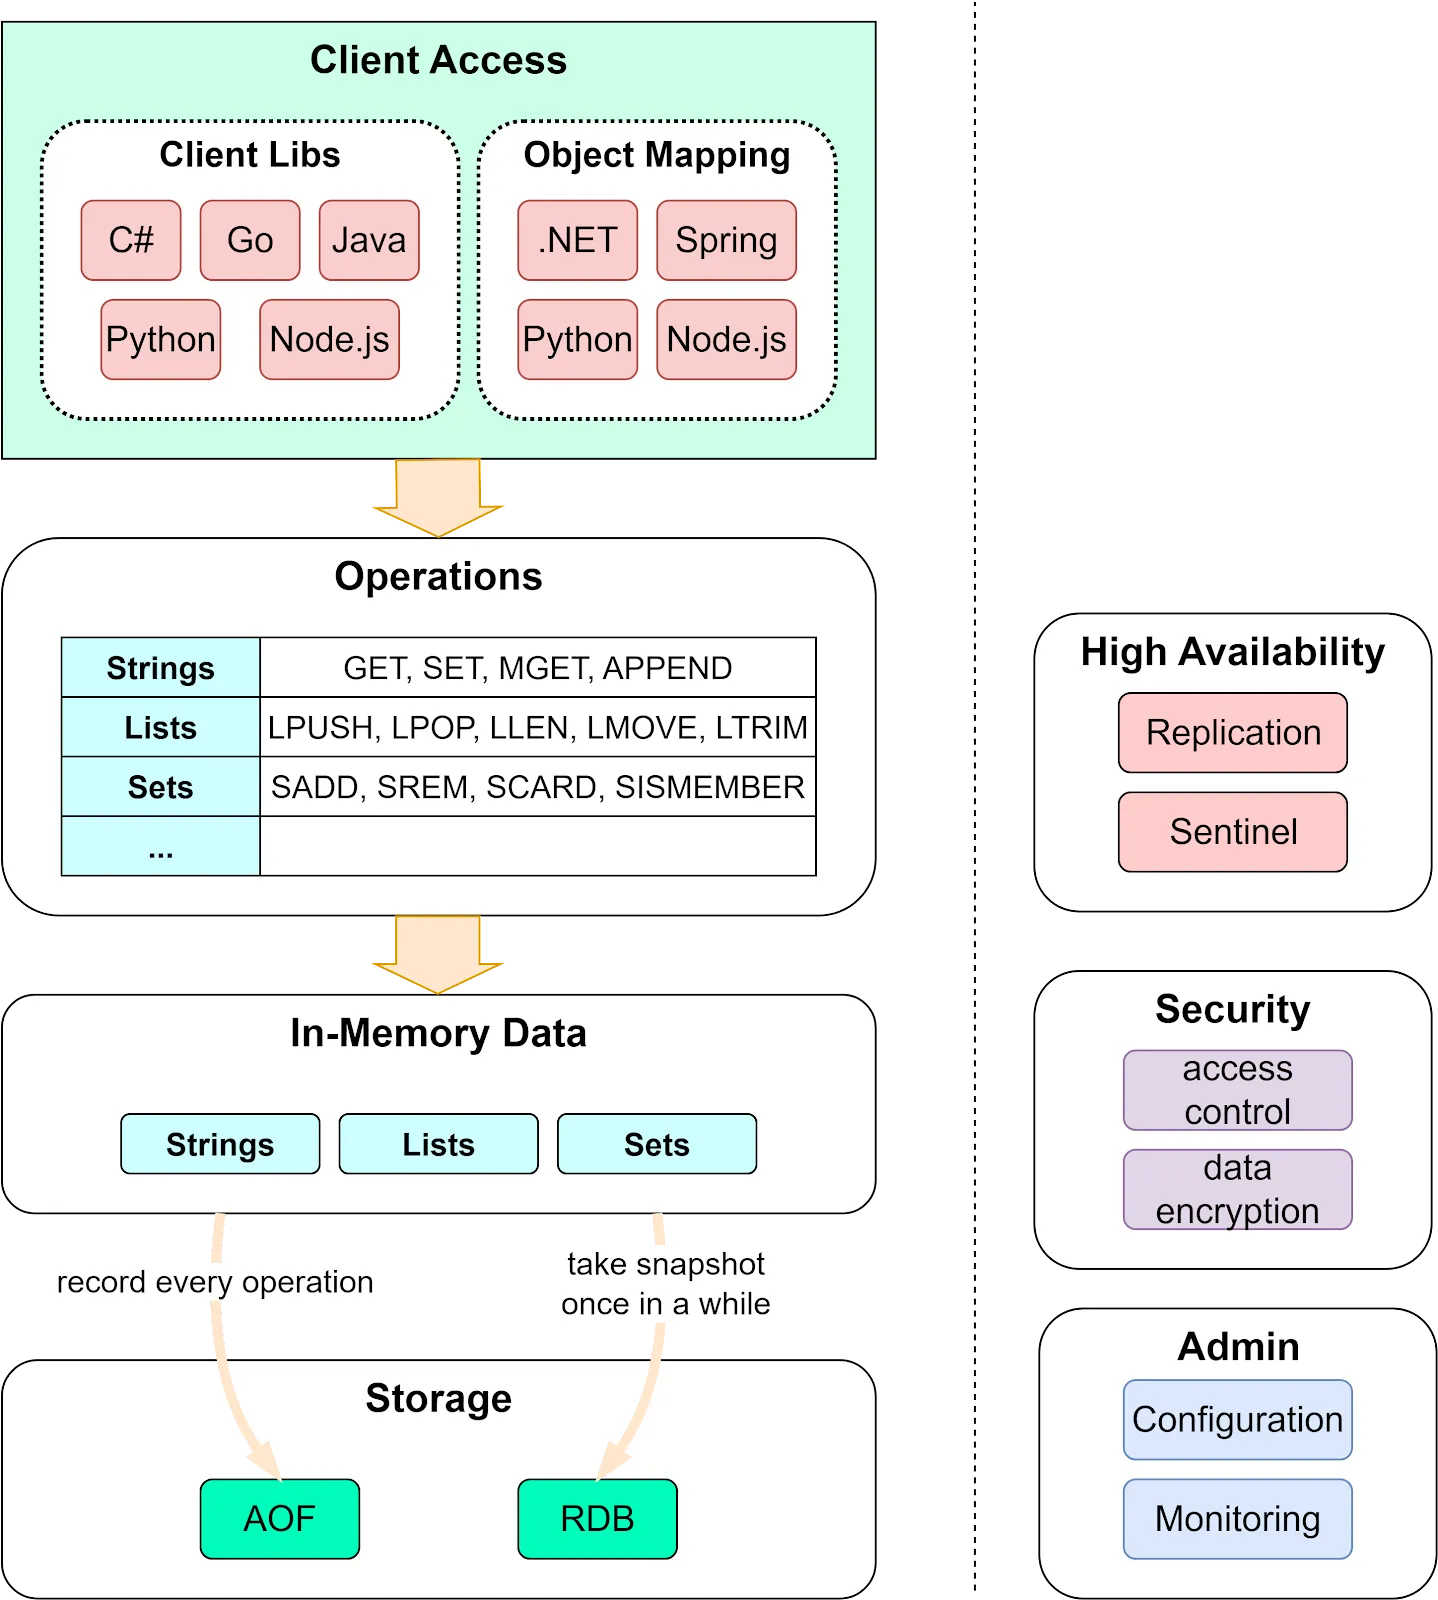 Client Access
Client Libs
C#
Go
Java
Python
Node.js
Object Mapping
.NET
Spring
Python
Node.js
Operations
Strings
GET, SET, MGET, APPEND
Lists
LPUSH, LPOP, LLEN, LMOVE, LTRIM
Sets
SADD, SREM, SCARD, SISMEMBER
...
In-Memory Data
Strings
Lists
Sets
record every operation
take snapshot
once in a while
Storage
AOF
RDB
High Availability
Replication
Sentinel
Security
access
control
data
encryption
Admin
Configuration
Monitoring